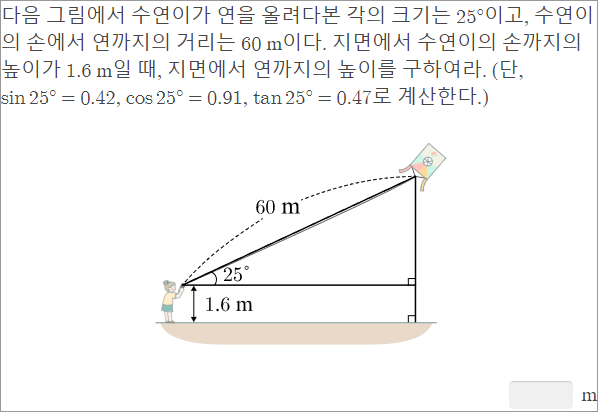 다음 그림에서 수연이가 연을 올려다본 각의 크기는 25°이고, 수연이
의 손에서 연까지의 거리는 60 m이다. 지면에서 수연이의 손까지의
높이가 1.6 m일 때, 지면에서 연까지의 높이를 구하여라. (단,
sin 25° = 0.42, cos 25° = 0.91, tan 25° = 0.47로 계산한다.)
60 m
25°
1.6 m
m